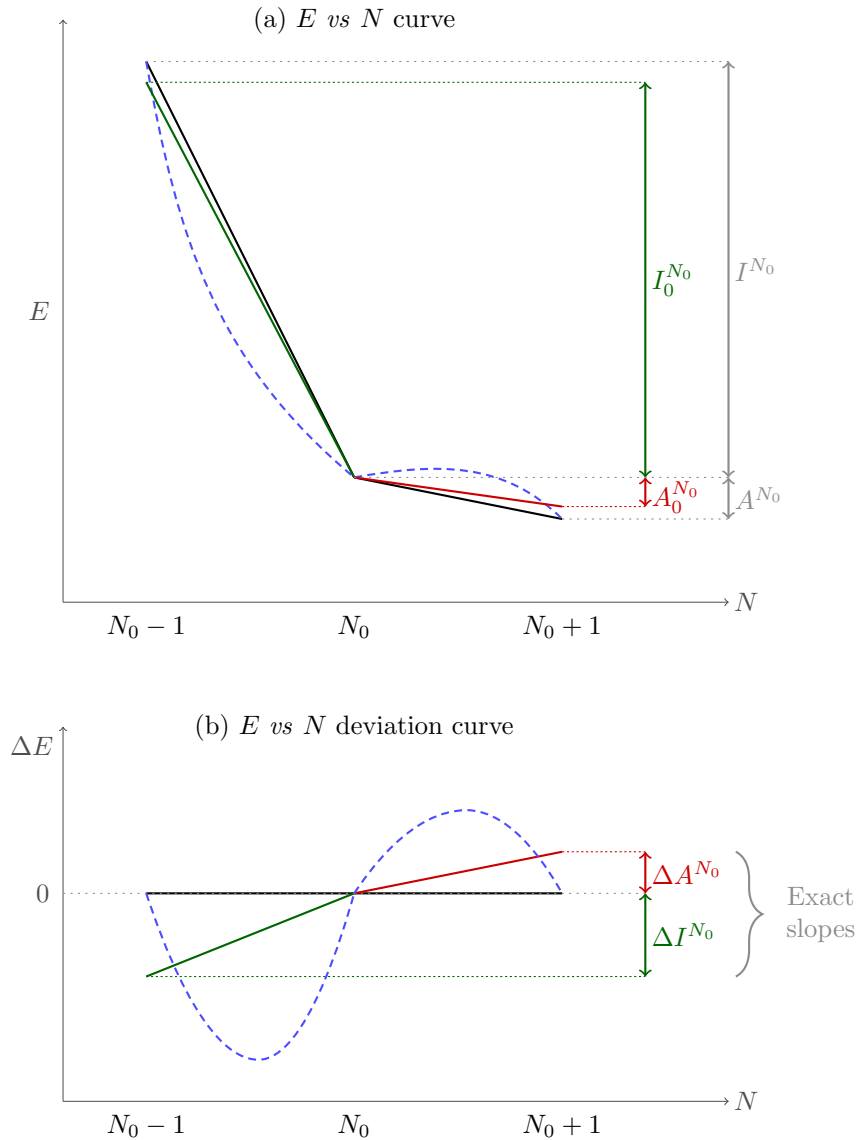 (a) E vs N curve
I_0^{N_0}
I^{N_0}
E
A_0^{N_0}
A^{N_0}
N
N_0 − 1
N_0
N_0 + 1
(b) E vs N deviation curve
ΔE
ΔA^{N_0}
0
Exact
slopes
ΔI^{N_0}
N
N_0 − 1
N_0
N_0 + 1